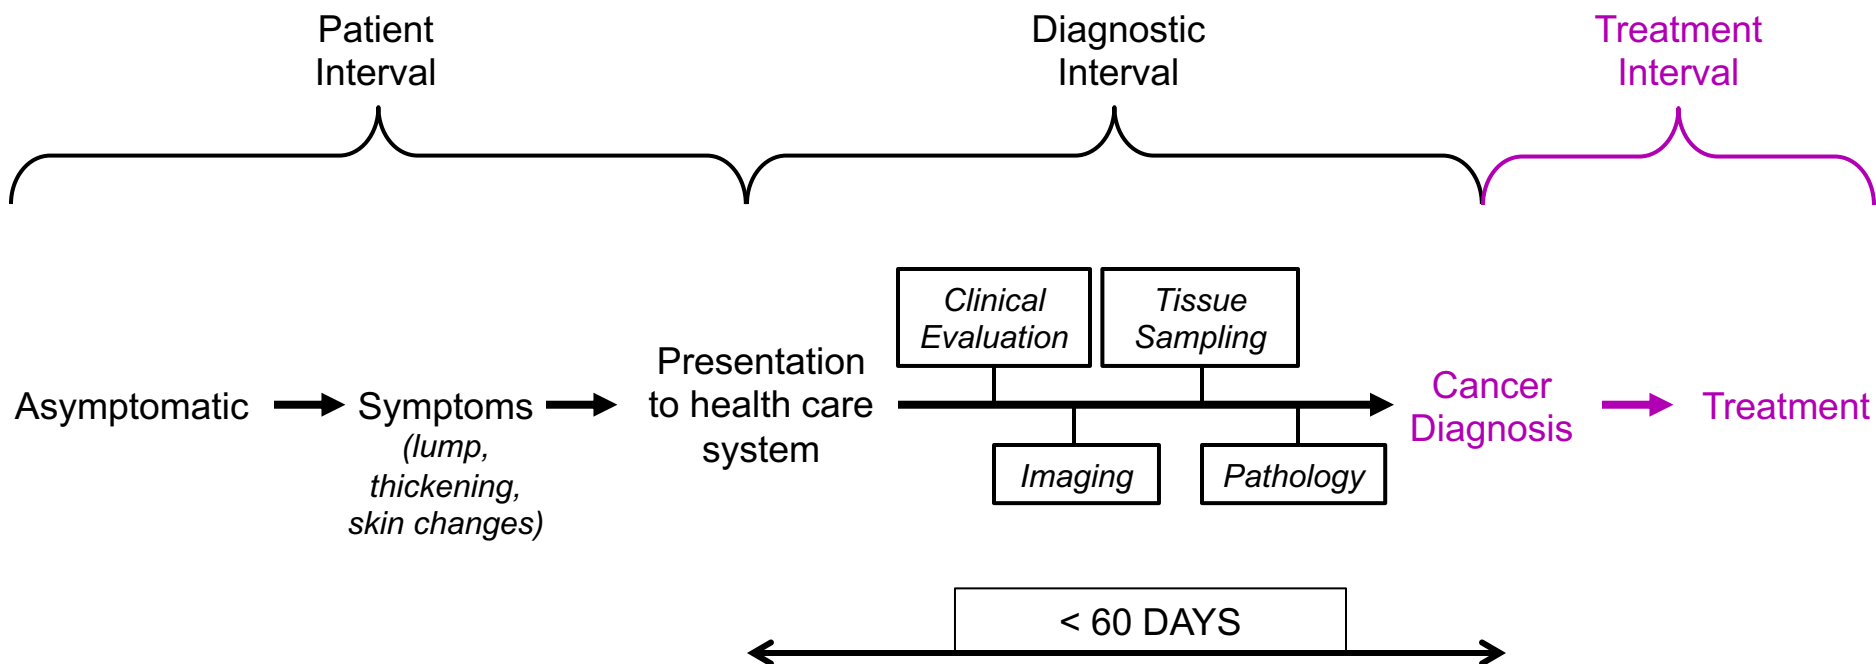 Patient
Interval
Diagnostic
Interval
Treatment
Interval
Asymptomatic
Symptoms
(lump,
thickening,
skin changes)
Presentation
to health care
system
Clinical
Evaluation
Tissue
Sampling
Imaging
Pathology
Cancer
Diagnosis
Treatment
< 60 DAYS